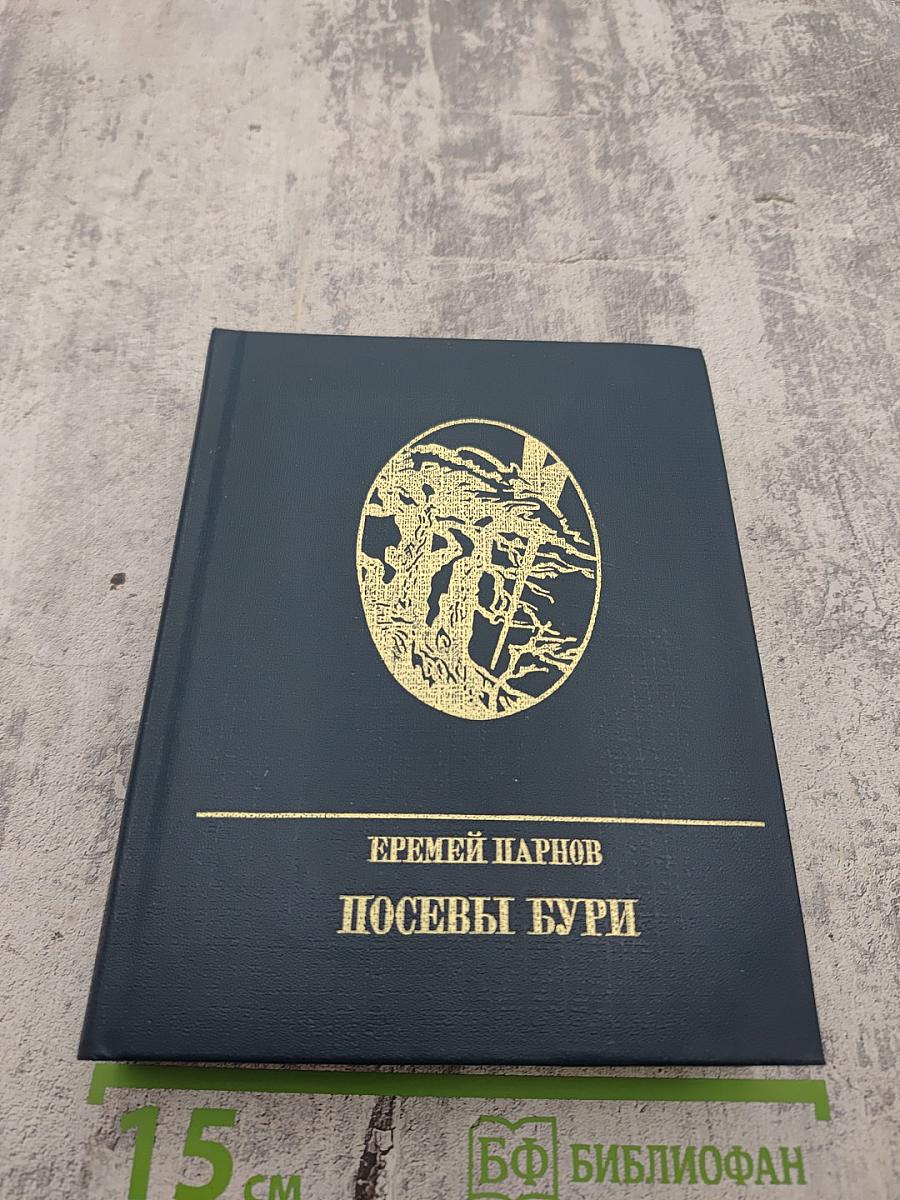 ЕРЕМЕЙ ПАРНОВ
ПОСЕВЫ БУРИ
15 см
БФ БИБЛИОФАН